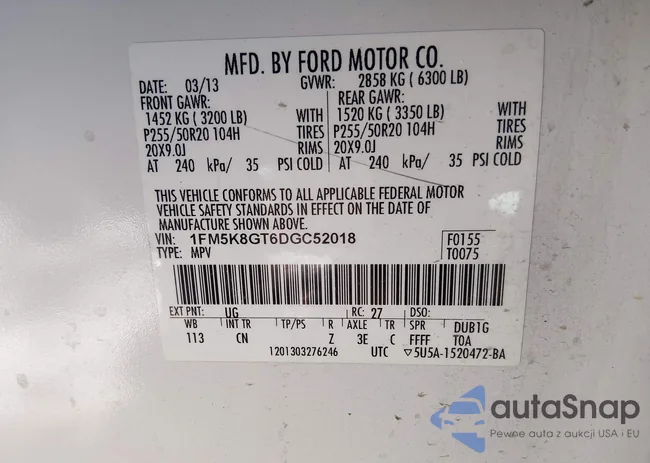 MFD. BY FORD MOTOR CO.
DATE: 03/13 GVWR: 2858 KG ( 6300 LB)
FRONT GAWR: REAR GAWR:
1452 KG ( 3200 LB) WITH 1520 KG ( 3350 LB) WITH
P255/50R20 104H TIRES P255/50R20 104H TIRES
20X9.0J RIMS 20X9.0J RIMS
AT 240 kPa/ 35 PSI COLD AT 240 kPa/ 35 PSI COLD
THIS VEHICLE CONFORMS TO ALL APPLICABLE FEDERAL MOTOR
VEHICLE SAFETY STANDARDS IN EFFECT ON THE DATE OF
MANUFACTURE SHOWN ABOVE.
VIN: 1FM5K8GT6DGC52018 F0155
TYPE: MPV T0075
EXT PNT: UG RC: 27 DSO:
WB INT TR TP/PS R AXLE TR SPR DUB1G
113 CN Z 3E C FFFF TOA
1201303276246 UTC 5U5A-1520472-BA
autaSnap
Pewne auta z aukcji USA i EU